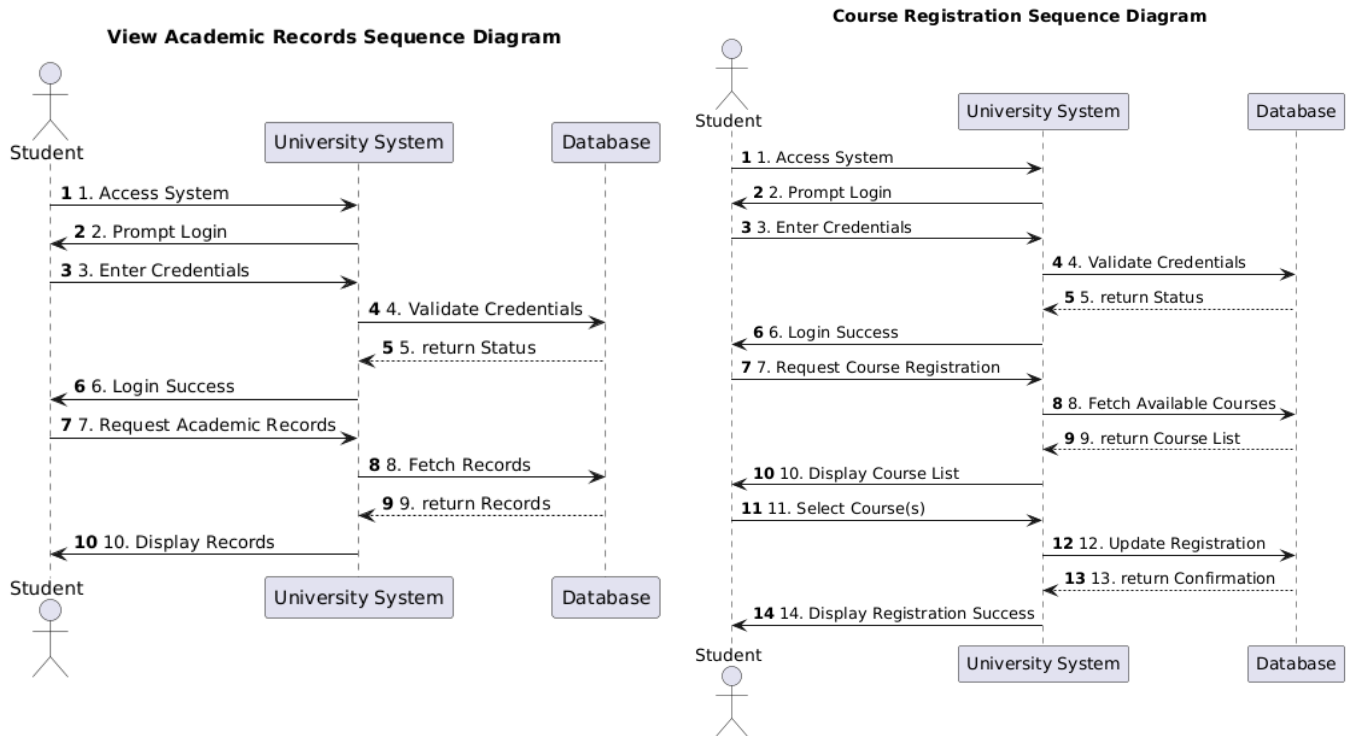 View Academic Records Sequence Diagram
Student
University System
Database
1 1. Access System
2 2. Prompt Login
3 3. Enter Credentials
4 4. Validate Credentials
5 5. return Status
6 6. Login Success
7 7. Request Academic Records
8 8. Fetch Records
9 9. return Records
10 10. Display Records
Student
University System
Database
Course Registration Sequence Diagram
Student
University System
Database
1 1. Access System
2 2. Prompt Login
3 3. Enter Credentials
4 4. Validate Credentials
5 5. return Status
6 6. Login Success
7 7. Request Course Registration
8 8. Fetch Available Courses
9 9. return Course List
10 10. Display Course List
11 11. Select Course(s)
12 12. Update Registration
13 13. return Confirmation
14 14. Display Registration Success
Student
University System
Database